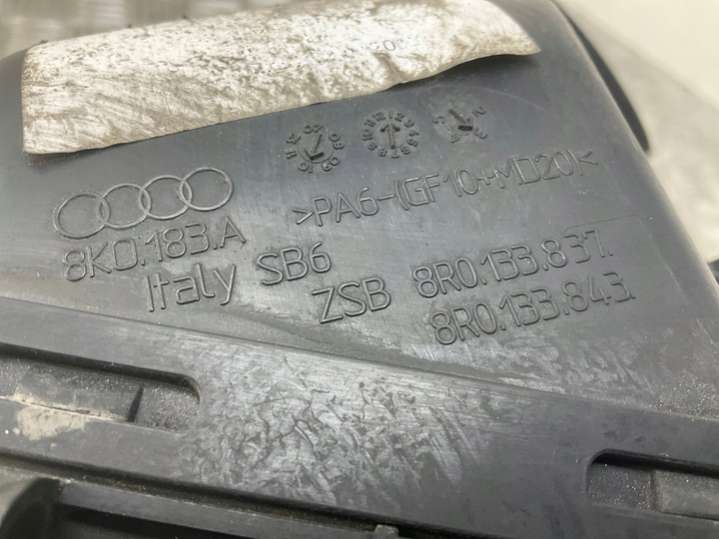 8K0.183.A
>PA6-(GF10+MD20)<
Italy SB6
ZSB 8R0.133.837.
8R0.133.843.